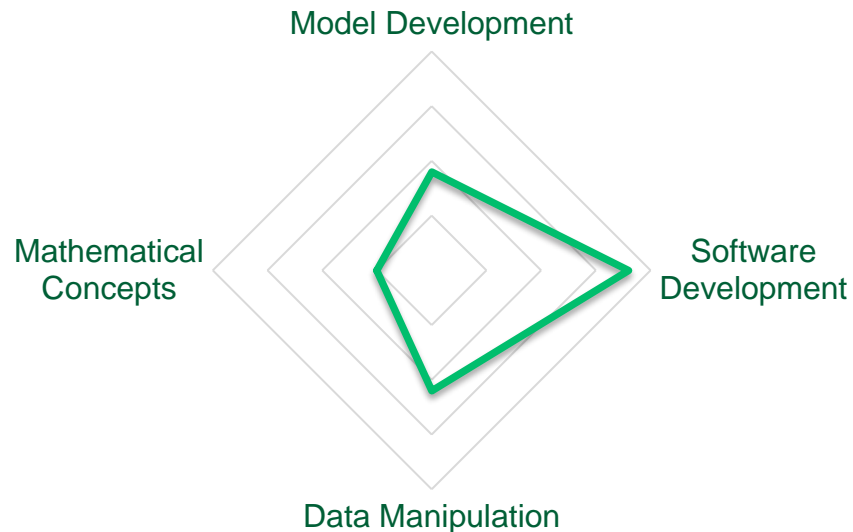 Model Development
Mathematical
Concepts
Software
Development
Data Manipulation